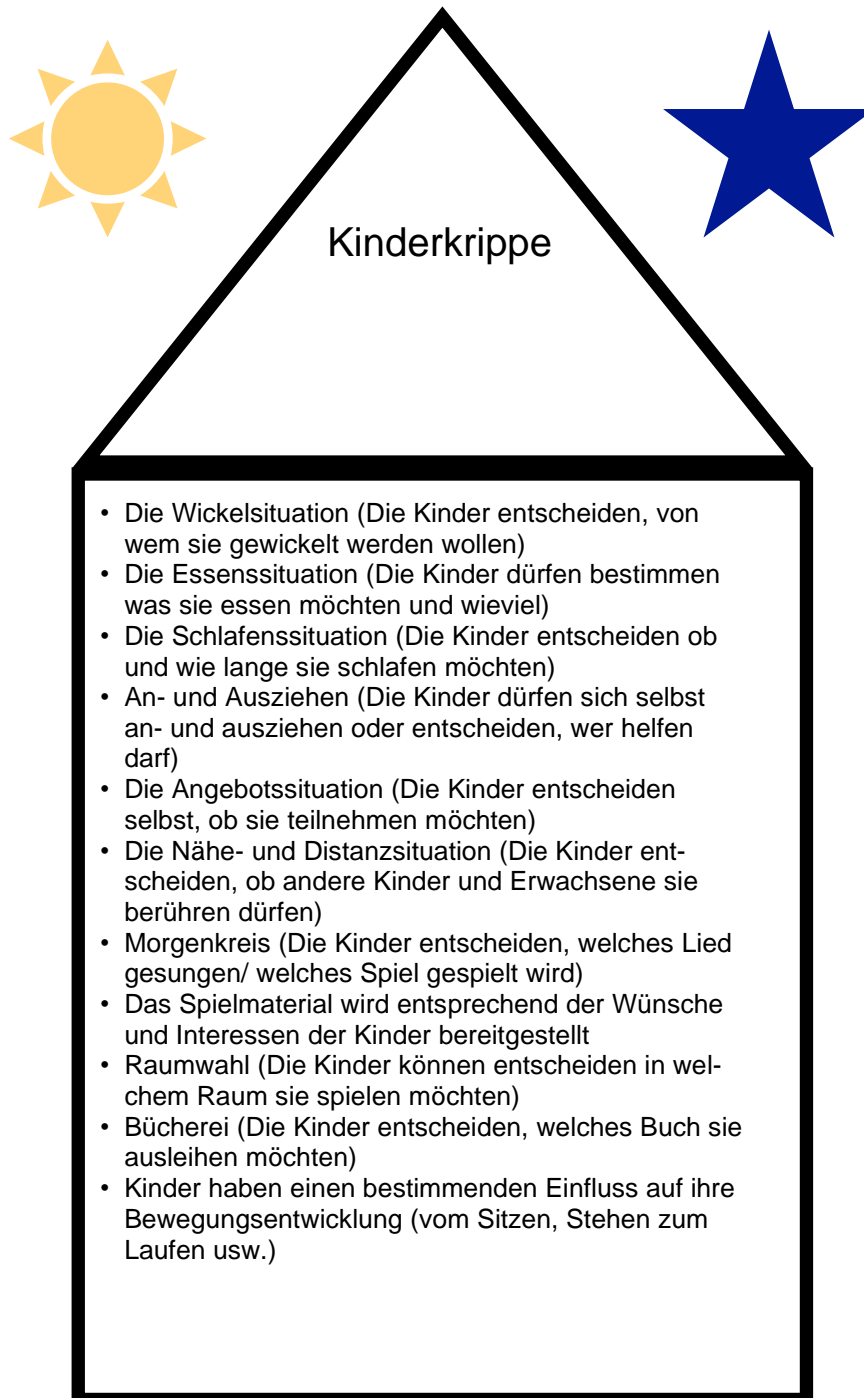 Kinderkrippe
• Die Wickelsituation (Die Kinder entscheiden, von
wem sie gewickelt werden wollen)
• Die Essenssituation (Die Kinder dürfen bestimmen
was sie essen möchten und wieviel)
• Die Schlafenssituation (Die Kinder entscheiden ob
und wie lange sie schlafen möchten)
• An- und Ausziehen (Die Kinder dürfen sich selbst
an- und ausziehen oder entscheiden, wer helfen
darf)
• Die Angebotssituation (Die Kinder entscheiden
selbst, ob sie teilnehmen möchten)
• Die Nähe- und Distanzsituation (Die Kinder ent-
scheiden, ob andere Kinder und Erwachsene sie
berühren dürfen)
• Morgenkreis (Die Kinder entscheiden, welches Lied
gesungen/ welches Spiel gespielt wird)
• Das Spielmaterial wird entsprechend der Wünsche
und Interessen der Kinder bereitgestellt
• Raumwahl (Die Kinder können entscheiden in wel-
chem Raum sie spielen möchten)
• Bücherei (Die Kinder entscheiden, welches Buch sie
ausleihen möchten)
• Kinder haben einen bestimmenden Einfluss auf ihre
Bewegungsentwicklung (vom Sitzen, Stehen zum
Laufen usw.)